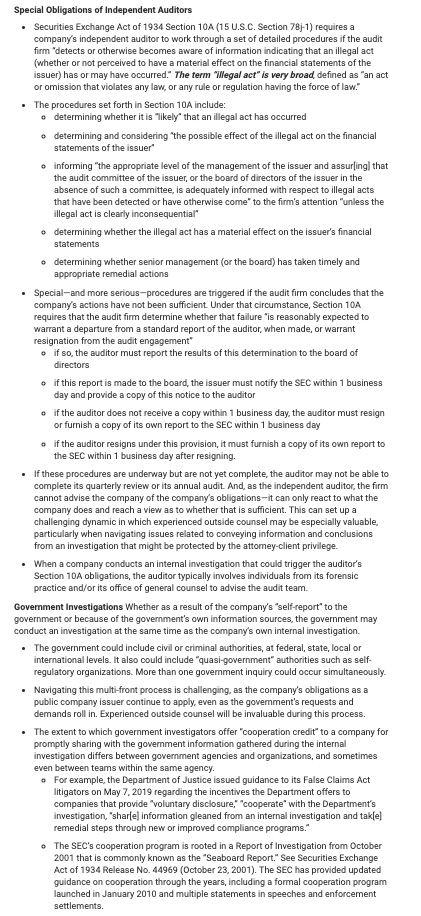 Special Obligations of Independent Auditors
• Securities Exchange Act of 1934 Section 10A (15 U.S.C. Section 78j-1) requires a
company's independent auditor to work through a set of detailed procedures if the audit
firm "detects or otherwise becomes aware of information indicating that an illegal act
(whether or not perceived to have a material effect on the financial statements of the
issuer) has or may have occurred." The term "illegal act" is very broad, defined as "an act
or omission that violates any law, or any rule or regulation having the force of law."
• The procedures set forth in Section 10A include:
o determining whether it is "likely" that an illegal act has occurred
o determining and considering "the possible effect of the illegal act on the financial
statements of the issuer"
o informing "the appropriate level of the management of the issuer and assur[ing] that
the audit committee of the issuer, or the board of directors of the issuer in the
absence of such a committee, is adequately informed with respect to illegal acts
that have been detected or have otherwise come" to the firm's attention "unless the
illegal act is clearly inconsequential"
o determining whether the illegal act has a material effect on the issuer's financial
statements
o determining whether senior management (or the board) has taken timely and
appropriate remedial actions
• Special—and more serious—procedures are triggered if the audit firm concludes that the
company's actions have not been sufficient. Under that circumstance, Section 10A
requires that the audit firm determine whether that failure "is reasonably expected to
warrant a departure from a standard report of the auditor, when made, or warrant
resignation from the audit engagement"
o if so, the auditor must report the results of this determination to the board of
directors
o if this report is made to the board, the issuer must notify the SEC within 1 business
day and provide a copy of this notice to the auditor
o if the auditor does not receive a copy within 1 business day, the auditor must resign
or furnish a copy of its own report to the SEC within 1 business day
o if the auditor resigns under this provision, it must furnish a copy of its own report to
the SEC within 1 business day after resigning.
• If these procedures are underway but are not yet complete, the auditor may not be able to
complete its quarterly review or its annual audit. And, as the independent auditor, the firm
cannot advise the company of the company's obligations—it can only react to what the
company does and reach a view as to whether that is sufficient. This can set up a
challenging dynamic in which experienced outside counsel may be especially valuable,
particularly when navigating issues related to conveying information and conclusions
from an investigation that might be protected by the attorney-client privilege.
• When a company conducts an internal investigation that could trigger the auditor's
Section 10A obligations, the auditor typically involves individuals from its forensic
practice and/or its office of general counsel to advise the audit team.
Government Investigations Whether as a result of the company's "self-report" to the
government or because of the government's own information sources, the government may
conduct an investigation at the same time as the company's own internal investigation.
• The government could include civil or criminal authorities, at federal, state, local or
international levels. It also could include "quasi-government" authorities such as self-
regulatory organizations. More than one government inquiry could occur simultaneously.
• Navigating this multi-front process is challenging, as the company's obligations as a
public company issuer continue to apply, even as the government's requests and
demands roll in. Experienced outside counsel will be invaluable during this process.
• The extent to which government investigators offer "cooperation credit" to a company for
promptly sharing with the government information gathered during the internal
investigation differs between government agencies and organizations, and sometimes
even between teams within the same agency.
o For example, the Department of Justice issued guidance to its False Claims Act
litigators on May 7, 2019 regarding the incentives the Department offers to
companies that provide "voluntary disclosure," "cooperate" with the Department's
investigation, "shar[e] information gleaned from an internal investigation and tak[e]
remedial steps through new or improved compliance programs."
o The SEC's cooperation program is rooted in a Report of Investigation from October
2001 that is commonly known as the "Seaboard Report." See Securities Exchange
Act of 1934 Release No. 44969 (October 23, 2001). The SEC has provided updated
guidance on cooperation through the years, including a formal cooperation program
launched in January 2010 and multiple statements in speeches and enforcement
settlements.